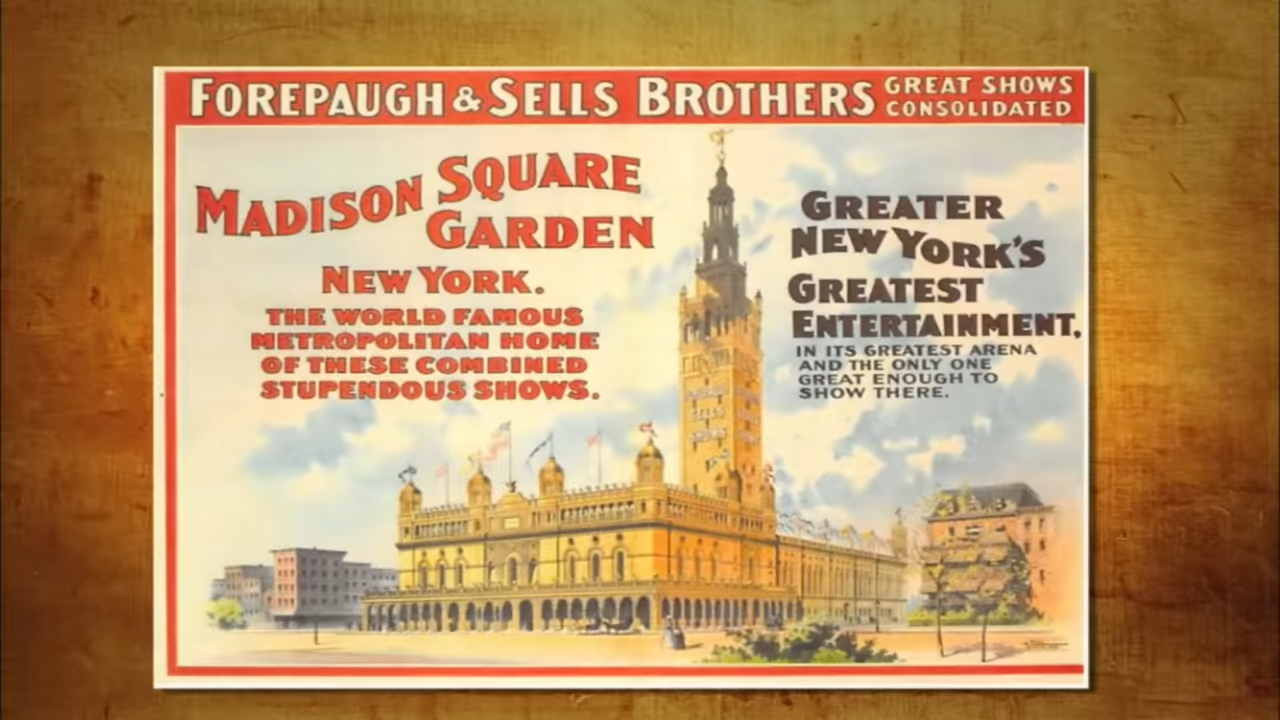 FOREPAUGH & SELLS BROTHERS GREAT SHOWS
CONSOLIDATED
MADISON SQUARE
GARDEN
NEW YORK.
THE WORLD FAMOUS
METROPOLITAN HOME
OF THESE COMBINED
STUPENDOUS SHOWS.
GREATER
NEW YORK'S
GREATEST
ENTERTAINMENT,
IN ITS GREATEST ARENA
AND THE ONLY ONE
GREAT ENOUGH TO
SHOW THERE.
SELLS